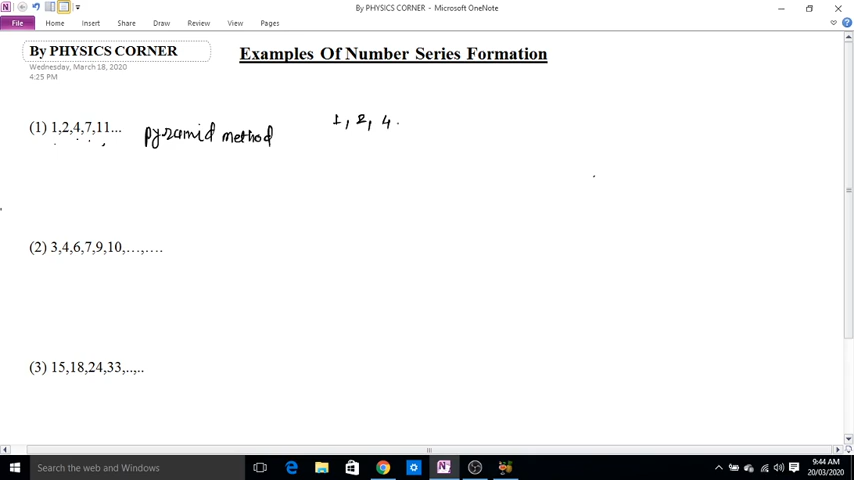 By PHYSICS CORNER - Microsoft OneNote
File Home Insert Share Draw Review View Pages
By PHYSICS CORNER
Examples Of Number Series Formation
Wednesday, March 18, 2020
4:25 PM
(1) 1,2,4,7,11... pyramid method 1, 2, 4
(2) 3,4,6,7,9,10,...,....
(3) 15,18,24,33,..,..
Search the web and Windows
9:44 AM
20/03/2020